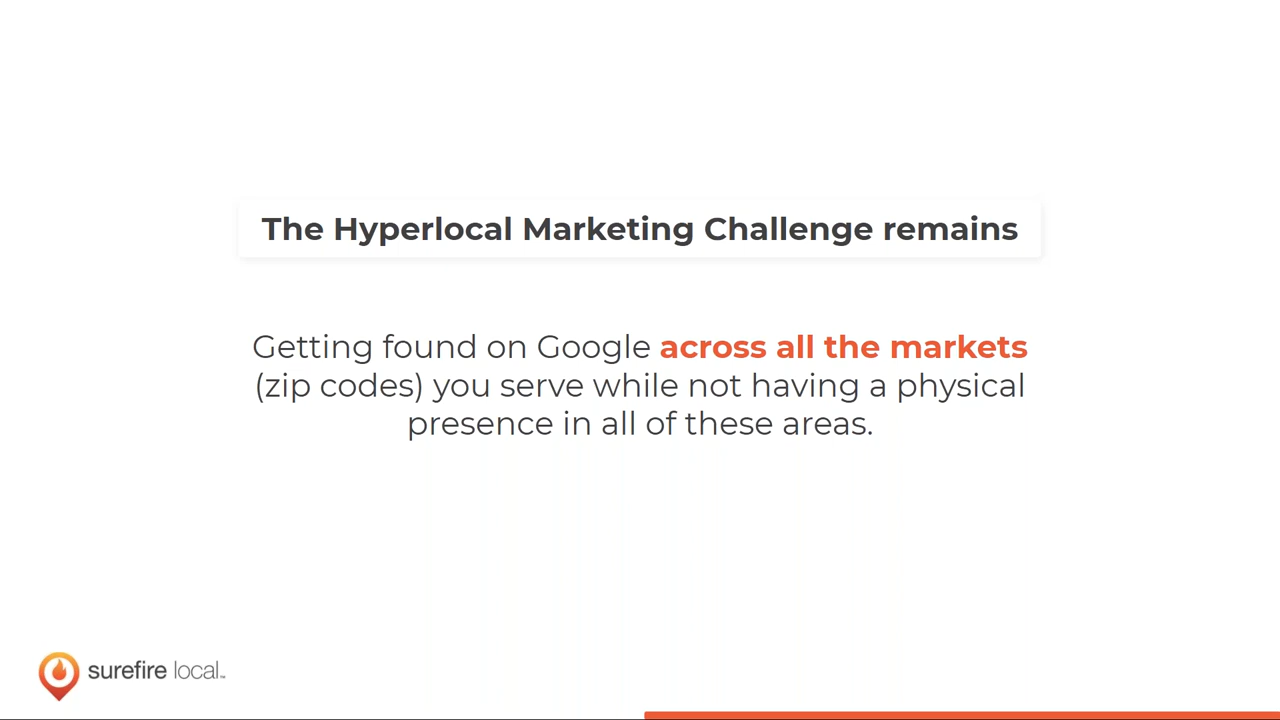 The Hyperlocal Marketing Challenge remains
Getting found on Google across all the markets
(zip codes) you serve while not having a physical
presence in all of these areas.
surefire local™